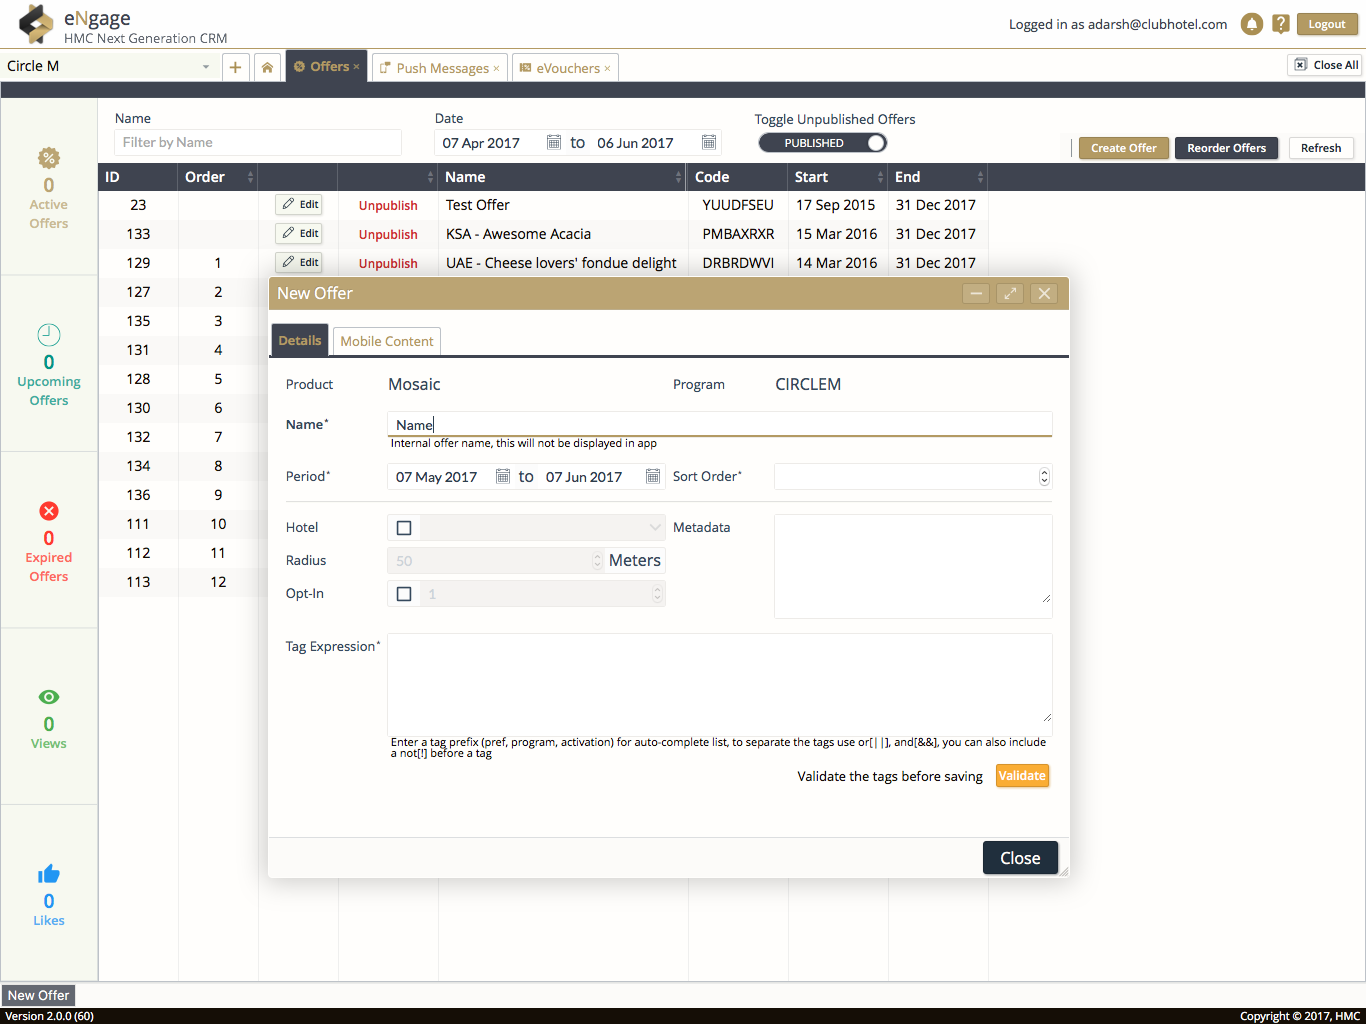 eNgage
HMC Next Generation CRM
Logged in as adarsh@clubhotel.com
Logout
Circle M
Offers ×
Push Messages ×
eVouchers ×
Close All
Name
Filter by Name
Date
07 Apr 2017 to 06 Jun 2017
Toggle Unpublished Offers
PUBLISHED
Create Offer
Reorder Offers
Refresh
ID Order Name Code Start End
23 Edit Unpublish Test Offer YUUDFSEU 17 Sep 2015 31 Dec 2017
133 Edit Unpublish KSA - Awesome Acacia PMBAXRXR 15 Mar 2016 31 Dec 2017
129 1 Edit Unpublish UAE - Cheese lovers' fondue delight DRBRDWVI 14 Mar 2016 31 Dec 2017
127 2
135 3
131 4
128 5
130 6
132 7
134 8
136 9
111 10
112 11
113 12
0
Active
Offers
0
Upcoming
Offers
0
Expired
Offers
0
Views
0
Likes
New Offer
Details
Mobile Content
Product Mosaic Program CIRCLEM
Name* Name
Internal offer name, this will not be displayed in app
Period* 07 May 2017 to 07 Jun 2017 Sort Order*
Hotel Metadata
Radius 50 Meters
Opt-In 1
Tag Expression*
Enter a tag prefix (pref, program, activation) for auto-complete list, to separate the tags use or[||], and[&&], you can also include
a not[!] before a tag
Validate the tags before saving Validate
Close
New Offer
Version 2.0.0 (60)
Copyright © 2017, HMC